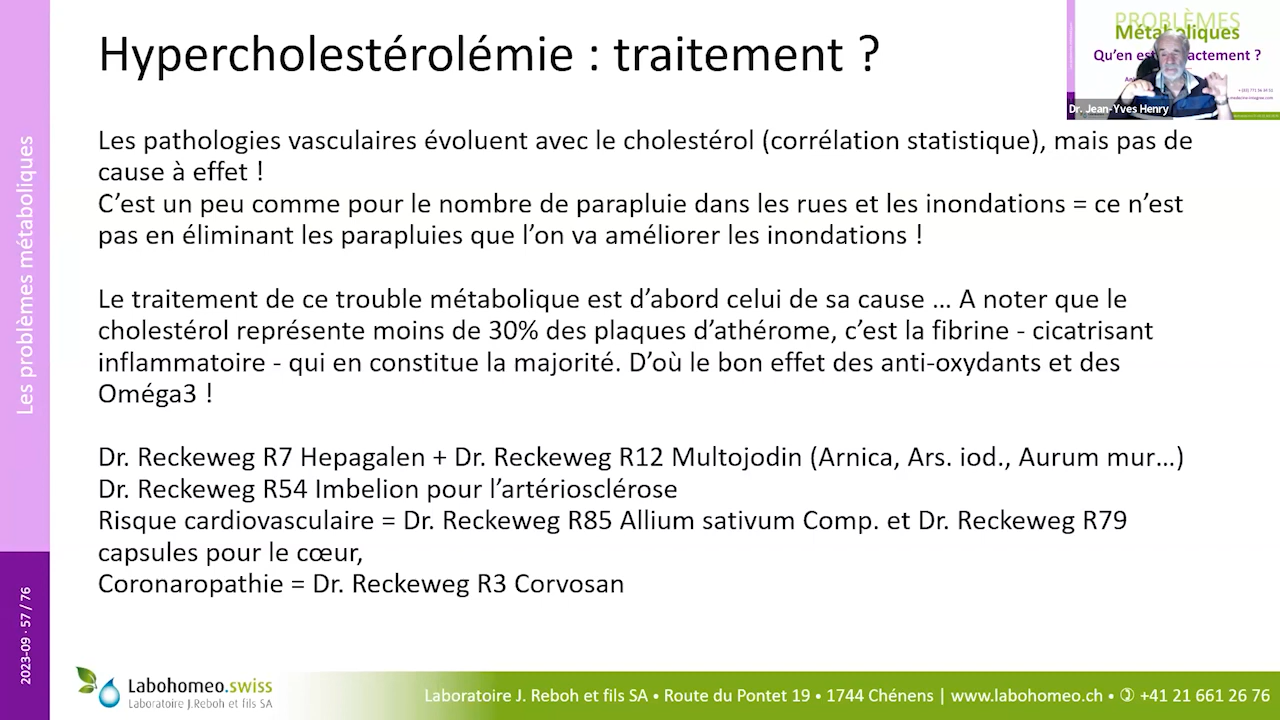 Hypercholestérolémie : traitement ?
PROBLÈMES
Métaboliques
Dr. Jean-Yves Henry
Les pathologies vasculaires évoluent avec le cholestérol (corrélation statistique), mais pas de
cause à effet !
C’est un peu comme pour le nombre de parapluie dans les rues et les inondations = ce n’est
pas en éliminant les parapluies que l’on va améliorer les inondations !
Le traitement de ce trouble métabolique est d’abord celui de sa cause … A noter que le
cholestérol représente moins de 30% des plaques d’athérome, c’est la fibrine - cicatrisant
inflammatoire - qui en constitue la majorité. D’où le bon effet des anti-oxydants et des
Oméga3 !
Dr. Reckeweg R7 Hepagalen + Dr. Reckeweg R12 Multojodin (Arnica, Ars. iod., Aurum mur…)
Dr. Reckeweg R54 Imbelion pour l’artériosclérose
Risque cardiovasculaire = Dr. Reckeweg R85 Allium sativum Comp. et Dr. Reckeweg R79
capsules pour le cœur,
Coronaropathie = Dr. Reckeweg R3 Corvosan
Les problèmes métaboliques
2023-09 · 57 / 76
Labohomeo.swiss
Laboratoire J.Reboh et fils SA
Laboratoire J. Reboh et fils SA • Route du Pontet 19 • 1744 Chénens | www.labohomeo.ch • ✆ +41 21 661 26 76